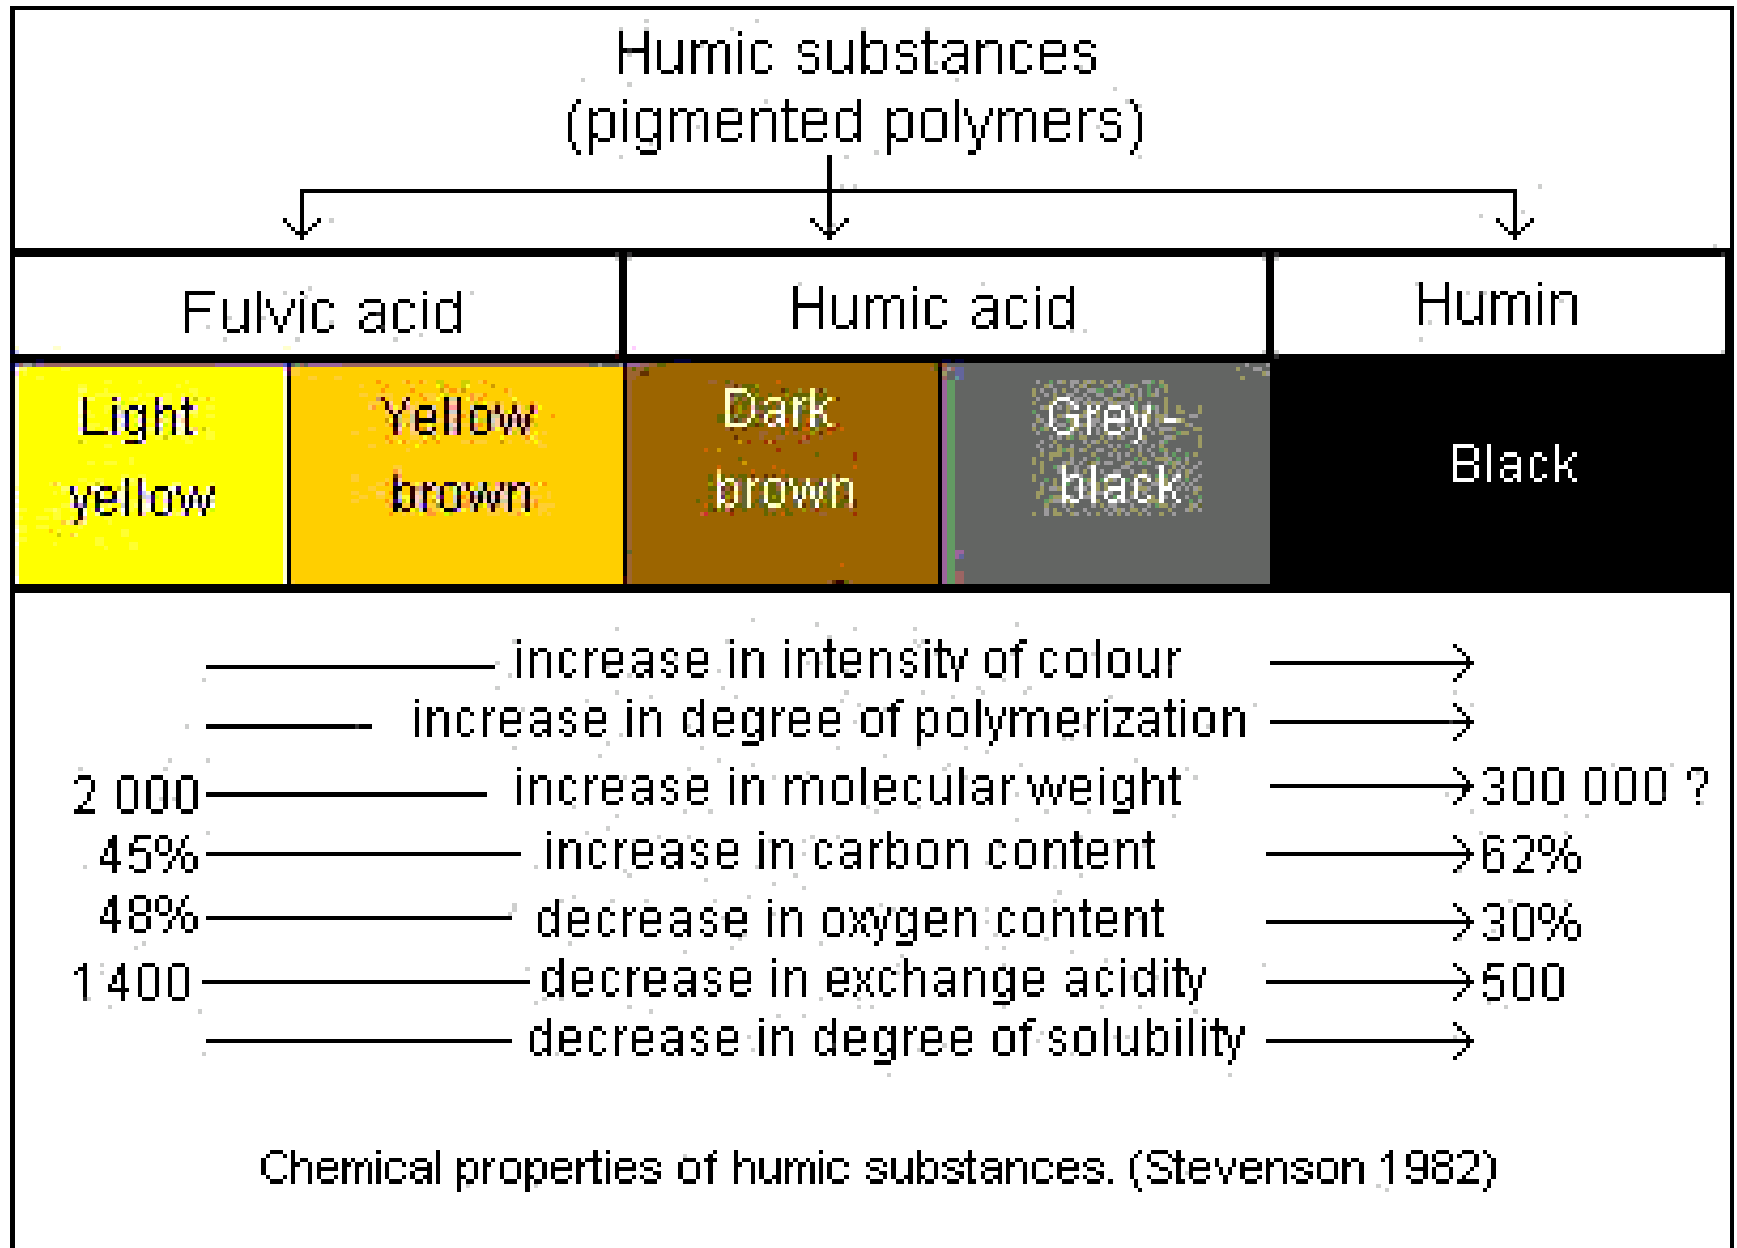 Humic substances
(pigmented polymers)
Fulvic acid
Humic acid
Humin
Light
yellow
Yellow
brown
Dark
brown
Grey-
black
Black
increase in intensity of colour
increase in degree of polymerization
2 000 increase in molecular weight 300 000 ?
45% increase in carbon content 62%
48% decrease in oxygen content 30%
1 400 decrease in exchange acidity 500
decrease in degree of solubility
Chemical properties of humic substances. (Stevenson 1982)